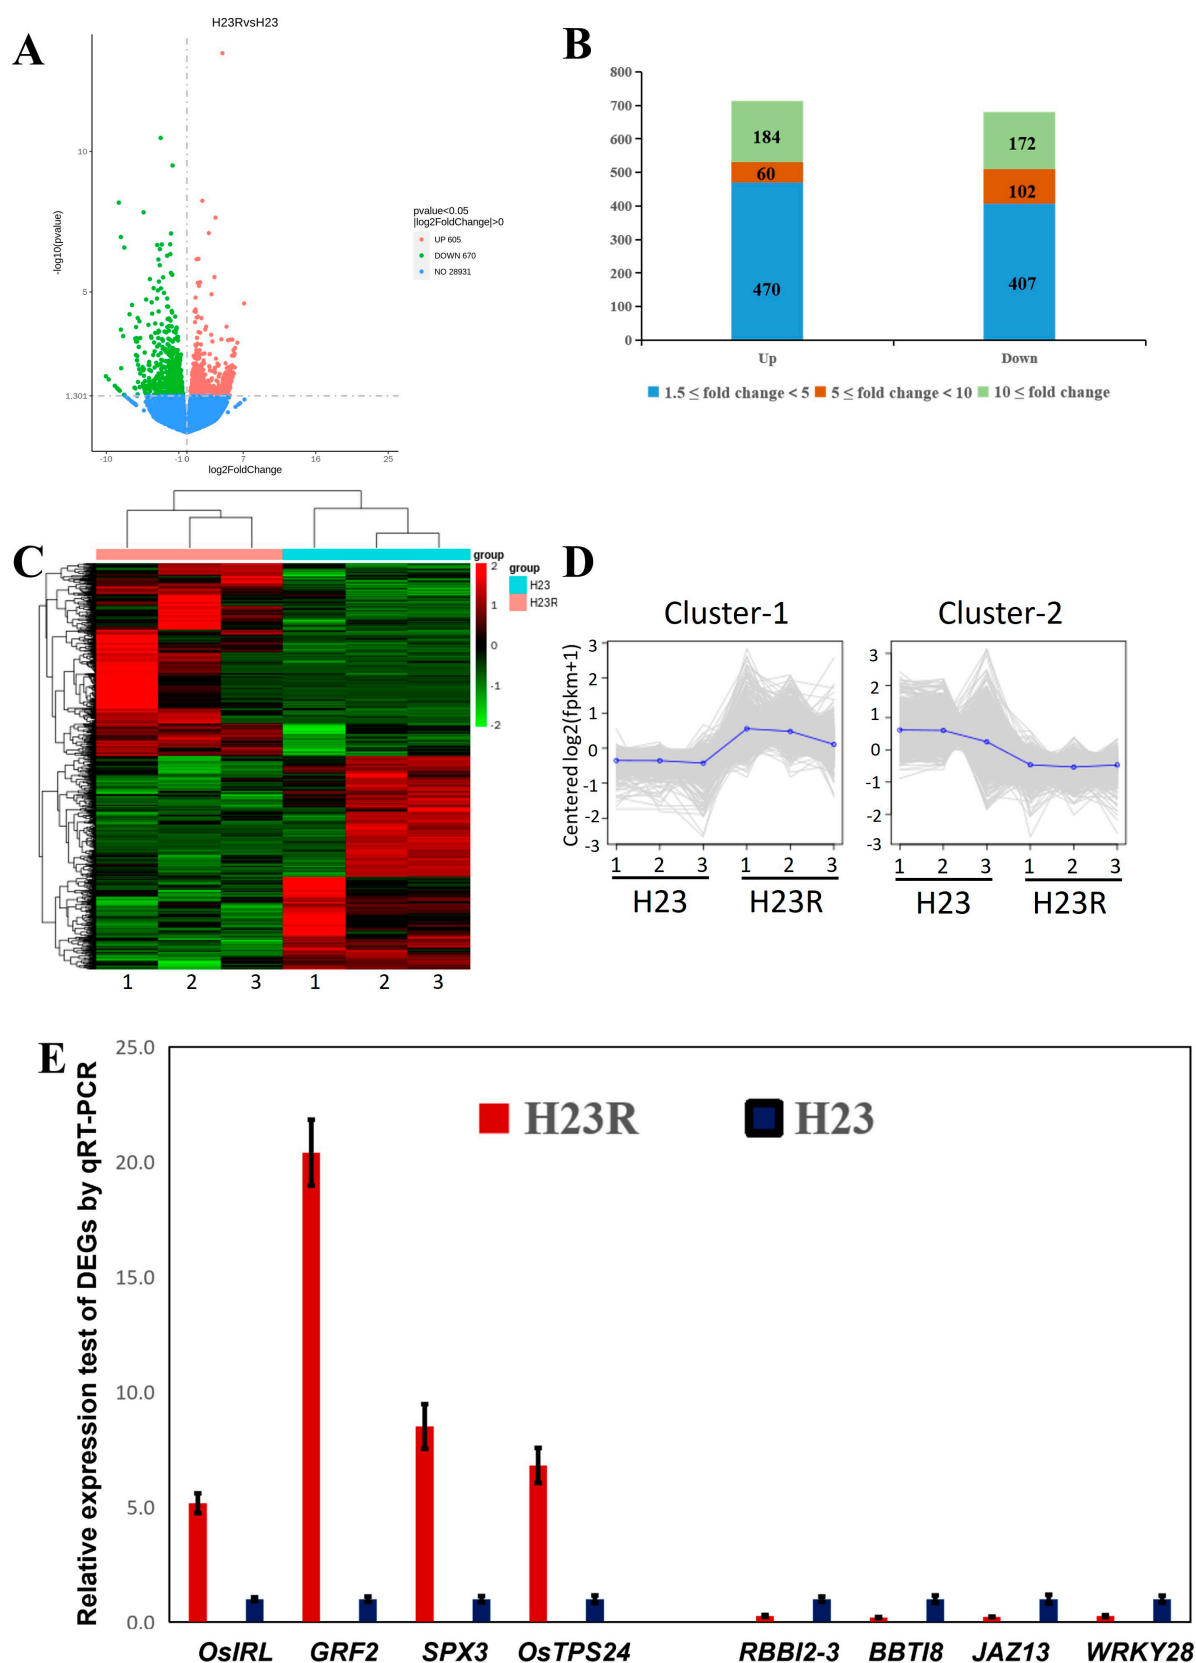 A
H23RvsH23
-log10(pvalue)
10
5
1.301
-10
-1
0
7
16
25
log2FoldChange
pvalue<0.05
|log2FoldChange|>0
UP 605
DOWN 670
NO 28931
B
800
700
600
500
400
300
200
100
0
184
60
470
172
102
407
Up
Down
1.5 ≤ fold change < 5
5 ≤ fold change < 10
10 ≤ fold change
C
group
2
1
0
-1
-2
group
H23
H23R
1 2 3 1 2 3
D
Cluster-1
Cluster-2
Centered log2(fpkm+1)
3
2
1
0
-1
-2
-3
1 2 3 1 2 3
H23 H23R
3
2
1
0
-1
-2
-3
1 2 3 1 2 3
H23 H23R
E
Relative expression test of DEGs by qRT-PCR
25.0
20.0
15.0
10.0
5.0
0.0
H23R
H23
OsIRL GRF2 SPX3 OsTPS24 RBBI2-3 BBTI8 JAZ13 WRKY28